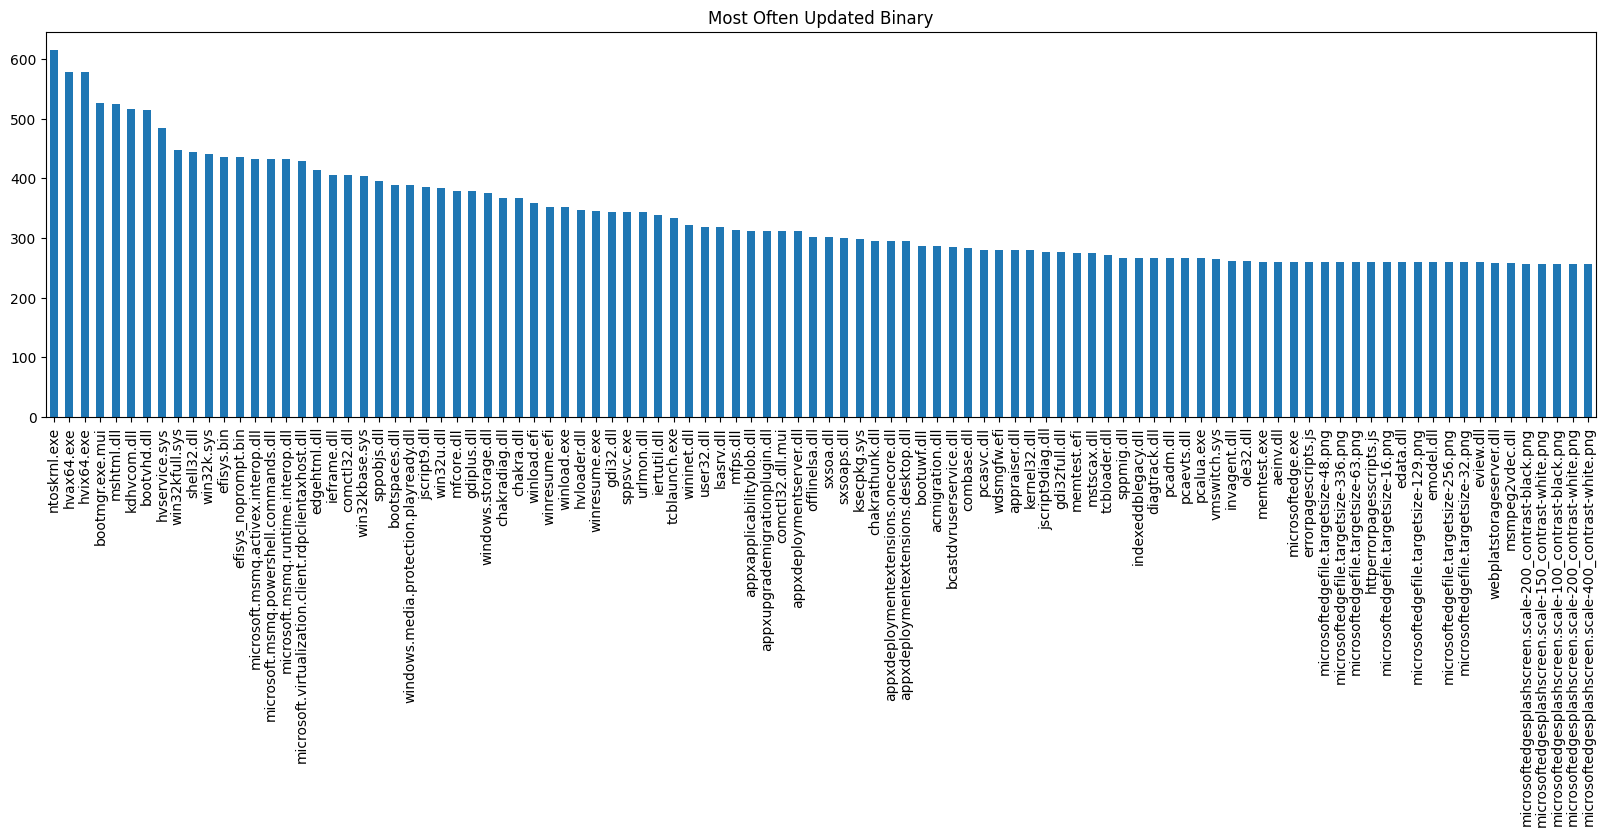 Most Often Updated Binary
600
500
400
300
200
100
0
ntoskrnl.exe
hvax64.exe
hvix64.exe
bootmgr.exe.mui
mshtml.dll
kdhvcom.dll
bootvhd.dll
hvservice.sys
win32kfull.sys
shell32.dll
win32k.sys
efisys.bin
efisys_noprompt.bin
microsoft.msmq.activex.interop.dll
microsoft.msmq.powershell.commands.dll
microsoft.msmq.runtime.interop.dll
microsoft.virtualization.client.rdpclientaxhost.dll
edgehtml.dll
ieframe.dll
comctl32.dll
win32kbase.sys
sppobjs.dll
bootspaces.dll
windows.media.protection.playready.dll
jscript9.dll
win32u.dll
mfcore.dll
gdiplus.dll
windows.storage.dll
chakradiag.dll
chakra.dll
winload.efi
winresume.efi
winload.exe
hvloader.dll
winresume.exe
gdi32.dll
sppsvc.exe
urlmon.dll
iertutil.dll
tcblaunch.exe
wininet.dll
user32.dll
lsasrv.dll
mfps.dll
appxapplicabilityblob.dll
appxupgrademigrationplugin.dll
comctl32.dll.mui
appxdeploymentserver.dll
offlinelsa.dll
sxsoa.dll
sxsoaps.dll
ksecpkg.sys
chakrathunk.dll
appxdeploymentextensions.onecore.dll
appxdeploymentextensions.desktop.dll
bootuwf.dll
acmigration.dll
bcastdvruserservice.dll
combase.dll
pcasvc.dll
wdsmgfw.efi
appraiser.dll
kernel32.dll
jscript9diag.dll
gdi32full.dll
memtest.efi
mstscax.dll
tcbloader.dll
sppmig.dll
indexeddblegacy.dll
diagtrack.dll
pcadm.dll
pcaevts.dll
pcalua.exe
vmswitch.sys
invagent.dll
ole32.dll
memtest.exe
aeinv.dll
microsoftedge.exe
errorpagescripts.js
microsoftedgefile.targetsize-48.png
microsoftedgefile.targetsize-336.png
microsoftedgefile.targetsize-63.png
httperrorpagesscripts.js
microsoftedgefile.targetsize-16.png
edata.dll
microsoftedgefile.targetsize-129.png
emodel.dll
microsoftedgefile.targetsize-256.png
microsoftedgefile.targetsize-32.png
eview.dll
webplatstorageserver.dll
msmpeg2vdec.dll
microsoftedgesplashscreen.scale-200_contrast-black.png
microsoftedgesplashscreen.scale-150_contrast-white.png
microsoftedgesplashscreen.scale-100_contrast-black.png
microsoftedgesplashscreen.scale-200_contrast-white.png
microsoftedgesplashscreen.scale-400_contrast-white.png